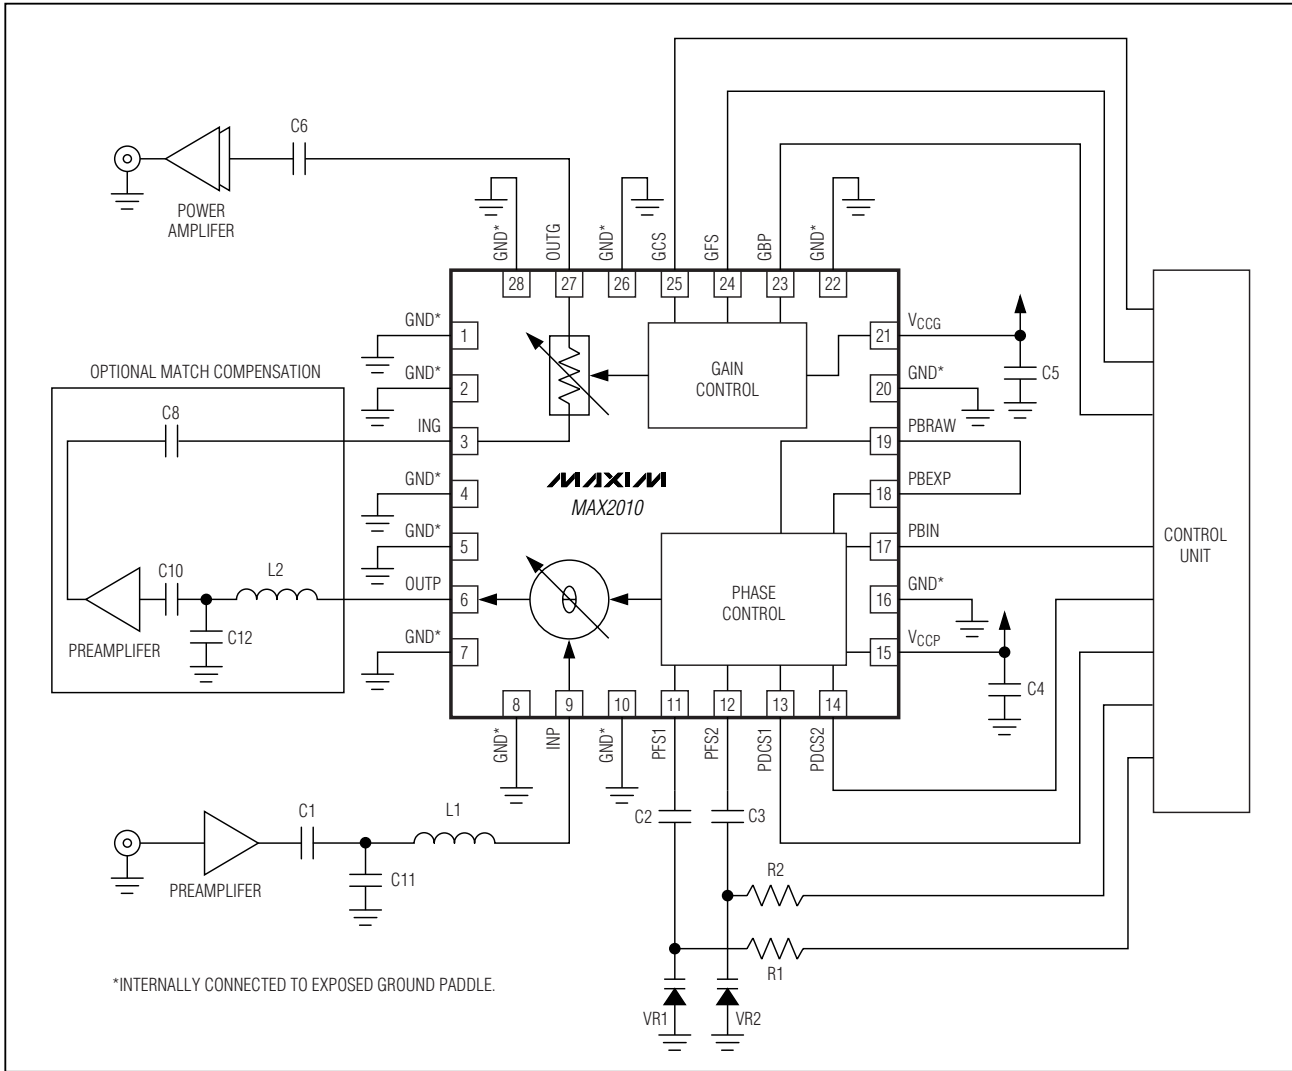 C6
POWER
AMPLIFER
GND*
OUTG
GND*
GCS
GFS
GBP
GND*
28
27
26
25
24
23
22
GND*
1
GND*
2
ING
3
GND*
4
GND*
5
OUTP
6
GND*
7
GAIN
CONTROL
21
VCCG
C5
20
GND*
19
PBRAW
18
PBEXP
17
PBIN
16
GND*
15
VCCP
C4
OPTIONAL MATCH COMPENSATION
C8
C10
L2
C12
PREAMPLIFER
MAXIM
MAX2010
θ
PHASE
CONTROL
CONTROL
UNIT
8
9
10
11
12
13
14
GND*
INP
GND*
PFS1
PFS2
PDCS1
PDCS2
C1
L1
C11
PREAMPLIFER
C2
C3
R2
R1
VR1
VR2
*INTERNALLY CONNECTED TO EXPOSED GROUND PADDLE.